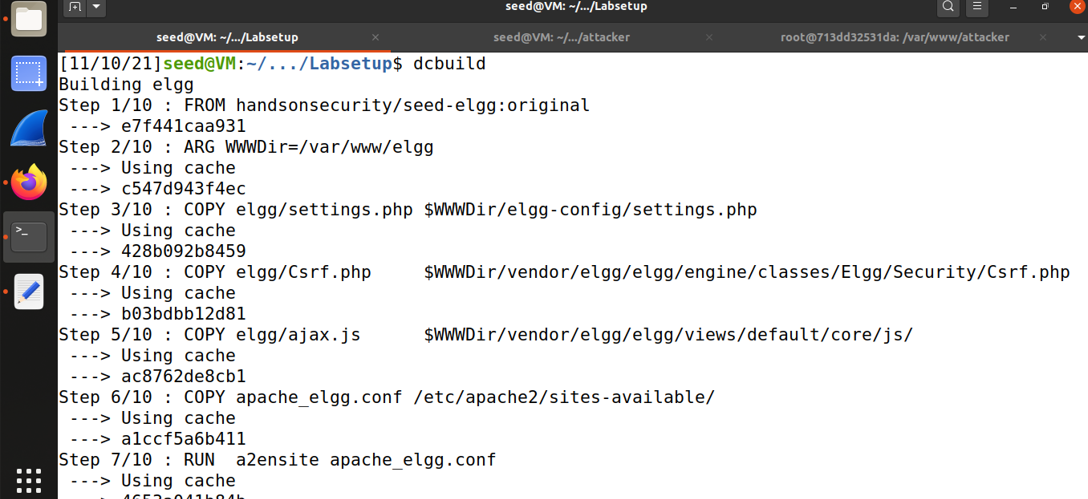 seed@VM: ~/.../Labsetup
seed@VM: ~/.../Labsetup
seed@VM: ~/.../attacker
root@713dd32531da: /var/www/attacker
[11/10/21]seed@VM:~/.../Labsetup$ dcbuild
Building elgg
Step 1/10 : FROM handsonsecurity/seed-elgg:original
---> e7f441caa931
Step 2/10 : ARG WWWDir=/var/www/elgg
---> Using cache
---> c547d943f4ec
Step 3/10 : COPY elgg/settings.php $WWWDir/elgg-config/settings.php
---> Using cache
---> 428b092b8459
Step 4/10 : COPY elgg/Csrf.php     $WWWDir/vendor/elgg/elgg/engine/classes/Elgg/Security/Csrf.php
---> Using cache
---> b03bdbb12d81
Step 5/10 : COPY elgg/ajax.js      $WWWDir/vendor/elgg/elgg/views/default/core/js/
---> Using cache
---> ac8762de8cb1
Step 6/10 : COPY apache_elgg.conf /etc/apache2/sites-available/
---> Using cache
---> a1ccf5a6b411
Step 7/10 : RUN  a2ensite apache_elgg.conf
---> Using cache